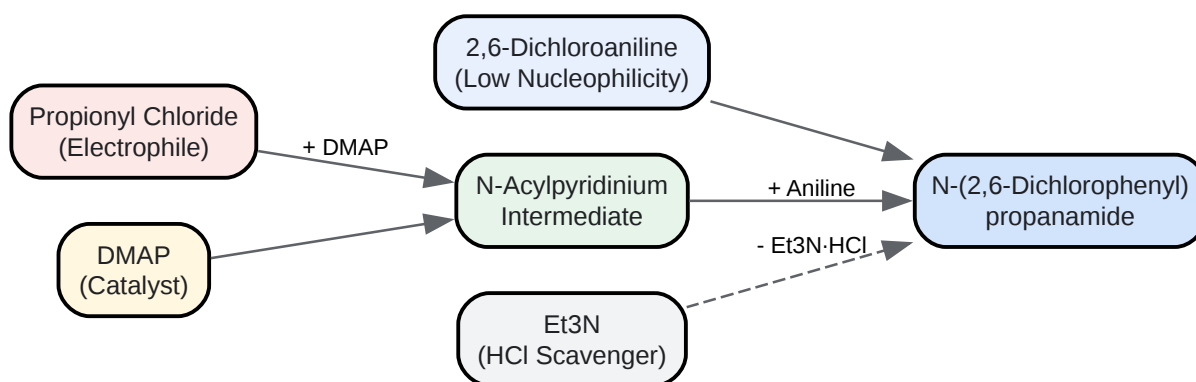 2,6-Dichloroaniline
(Low Nucleophilicity)
Propionyl Chloride
(Electrophile)
+ DMAP
N-Acylpyridinium
Intermediate
+ Aniline
N-(2,6-Dichlorophenyl)
propanamide
DMAP
(Catalyst)
- Et3N·HCl
Et3N
(HCl Scavenger)